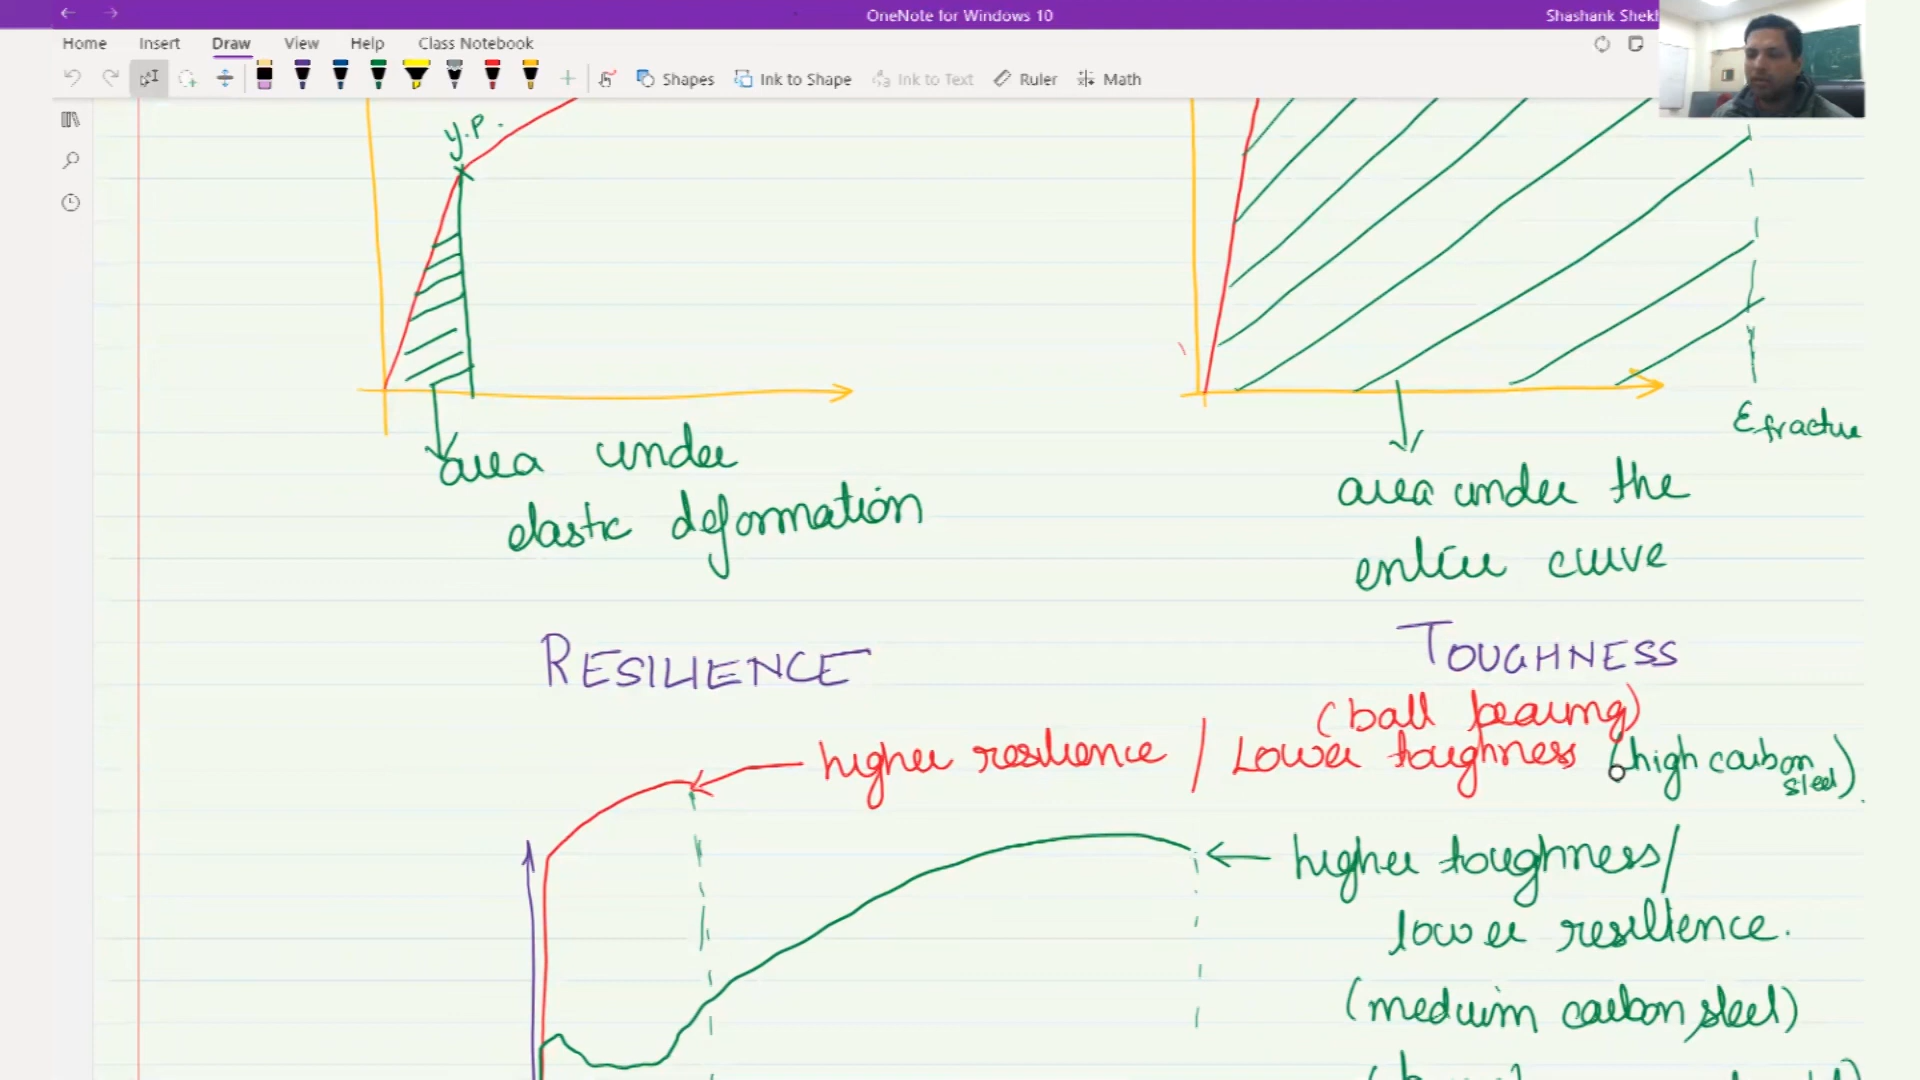 OneNote for Windows 10
Shashank Shekh
Home Insert Draw View Help Class Notebook
Shapes Ink to Shape Ink to Text Ruler Math
y.p.
Efracture
area under
elastic deformation
area under the
entire curve
RESILIENCE
TOUGHNESS
(ball bearing)
higher resilience / Lower toughness (high carbon
steel).
higher toughness/
lower resilience.
(medium carbon steel)